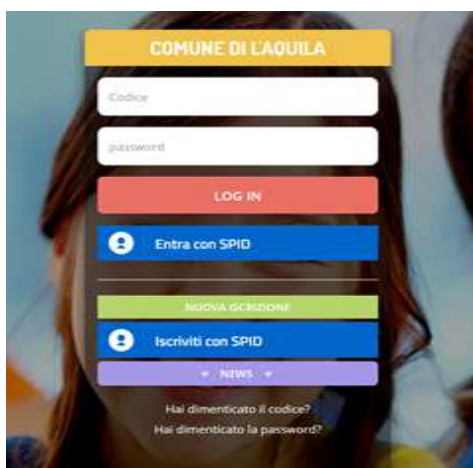 COMUNE DI L'AQUILA
Codice
password
LOG IN
Entra con SPID
NUOVA ISCRIZIONE
Iscriviti con SPID
NEWS
Hai dimenticato il codice?
Hai dimenticato la password?